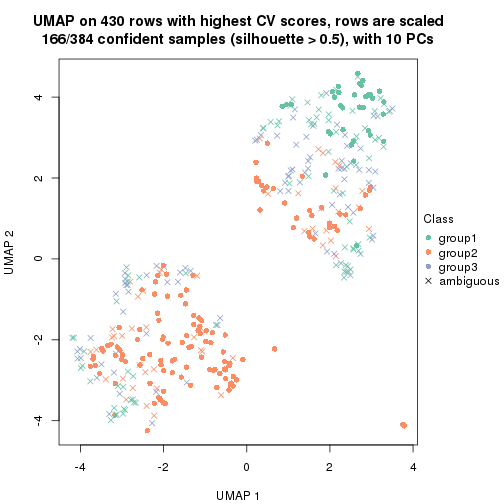 UMAP on 430 rows with highest CV scores, rows are scaled
166/384 confident samples (silhouette > 0.5), with 10 PCs
4
2
0
-2
-4
UMAP 2
-4
-2
0
2
4
UMAP 1
Class
group1
group2
group3
ambiguous